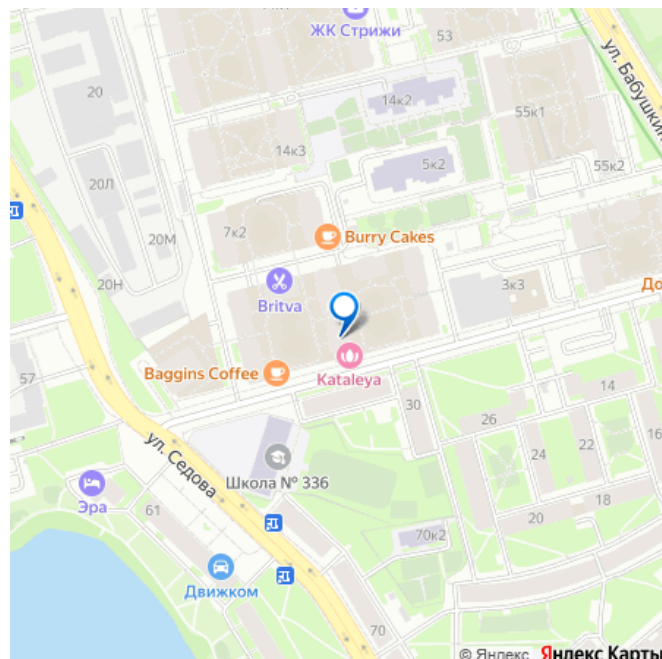 ЖК Стрижи
53
ул. Бабушкин
20
14к2
55к1
14к3
5к2
55к2
20Л
7к2
20М
Burry Cakes
20Н
3к3
До
Britva
57
Baggins Coffee
Kataleya
14
30
26
16
ул. Седова
24
22
Школа № 336
Эра
61
18
20
70к2
Движком
70
© Яндекс Яндекс Карты